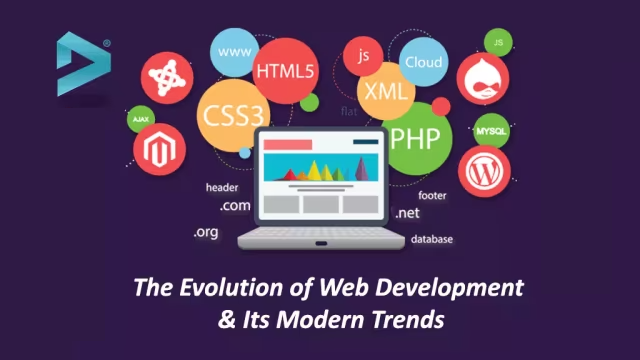 ®
www
HTML5
js
Cloud
JS
CSS3
XML
AJAX
flat
PHP
MYSQL
header
.com
.org
footer
.net
database
The Evolution of Web Development
& Its Modern Trends